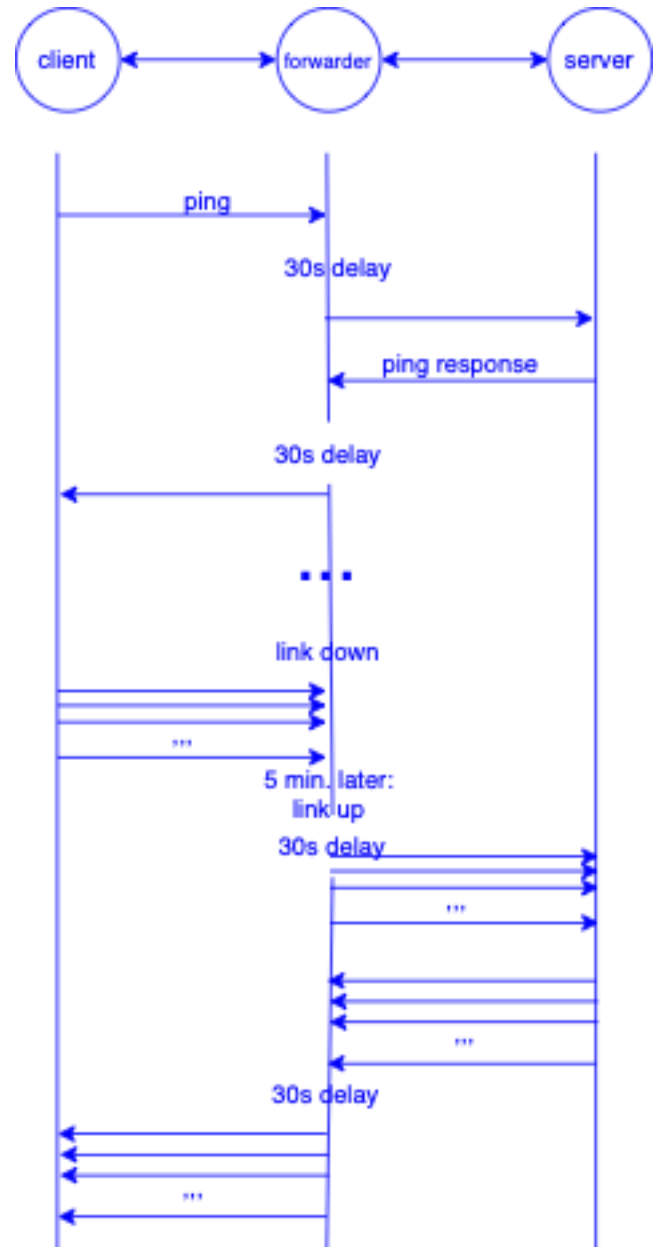 client
forwarder
server
ping
30s delay
ping response
30s delay
...
link down
,,,
5 min. later:
link up
30s delay
,,,
,,,
30s delay
,,,